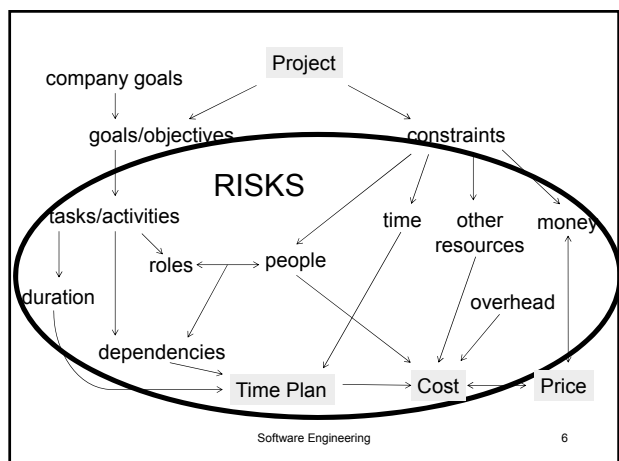 Project
company goals
goals/objectives
constraints
RISKS
tasks/activities
time
other
resources
money
roles
people
duration
overhead
dependencies
Time Plan
Cost
Price
Software Engineering
6